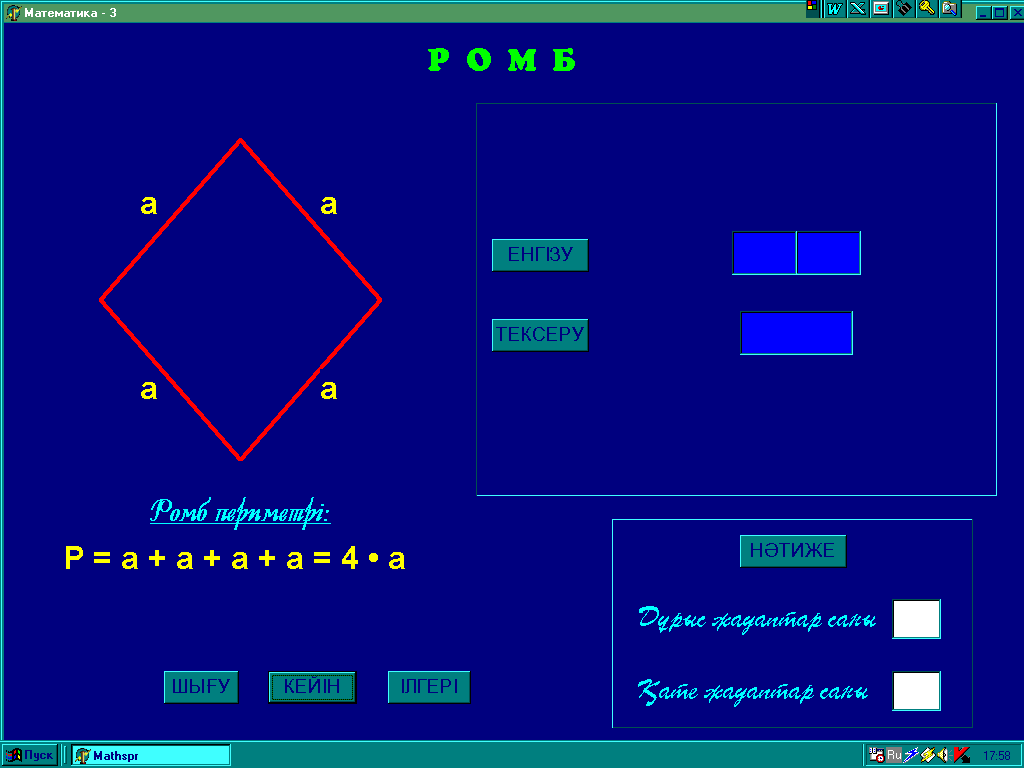 Математика - 3
РОМБ
а
а
а
а
ЕНГІЗУ
ТЕКСЕРУ
Ромб периметрі:
P = a + a + a + a = 4 • a
НӘТИЖЕ
Дұрыс жауаптар саны
Қате жауаптар саны
ШЫҒУ
КЕЙІН
ІЛГЕРІ
Пуск
Mathspr
Ru
17:58